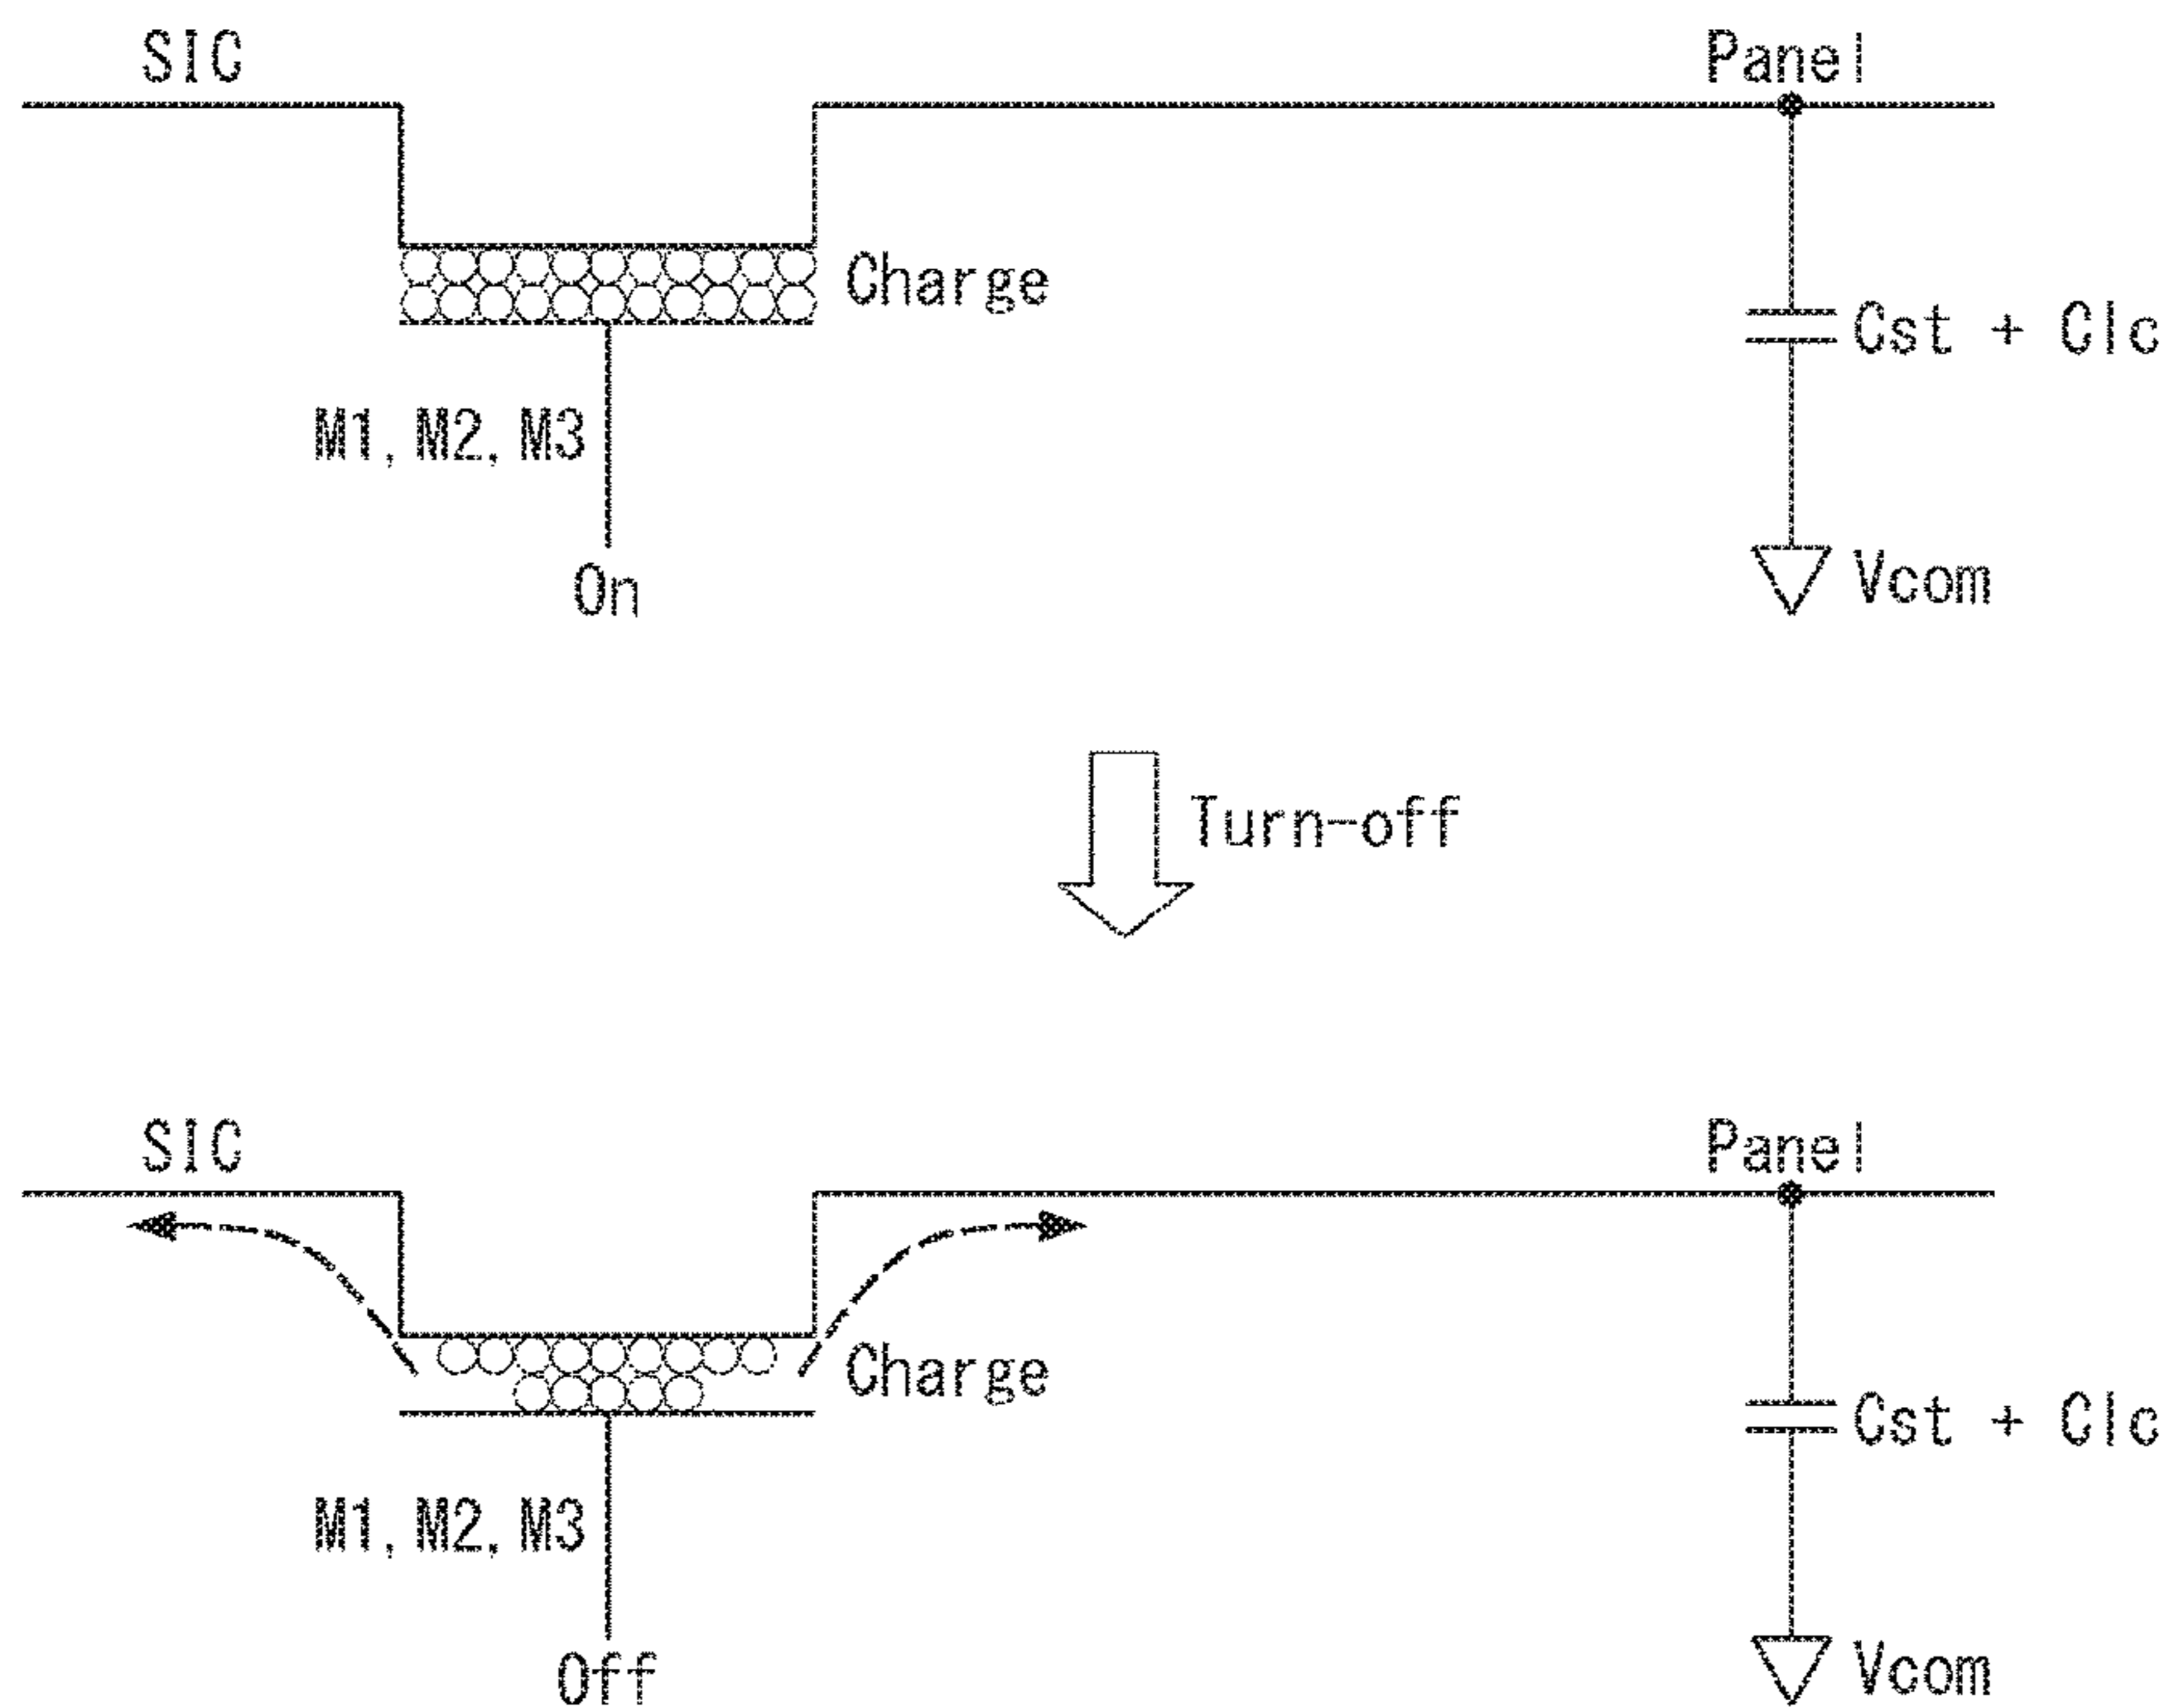 SIC
Panel
Charge
Cst + Clc
M1, M2, M3
On
Vcom
Turn-off
SIC
Panel
Charge
Cst + Clc
M1, M2, M3
Off
Vcom